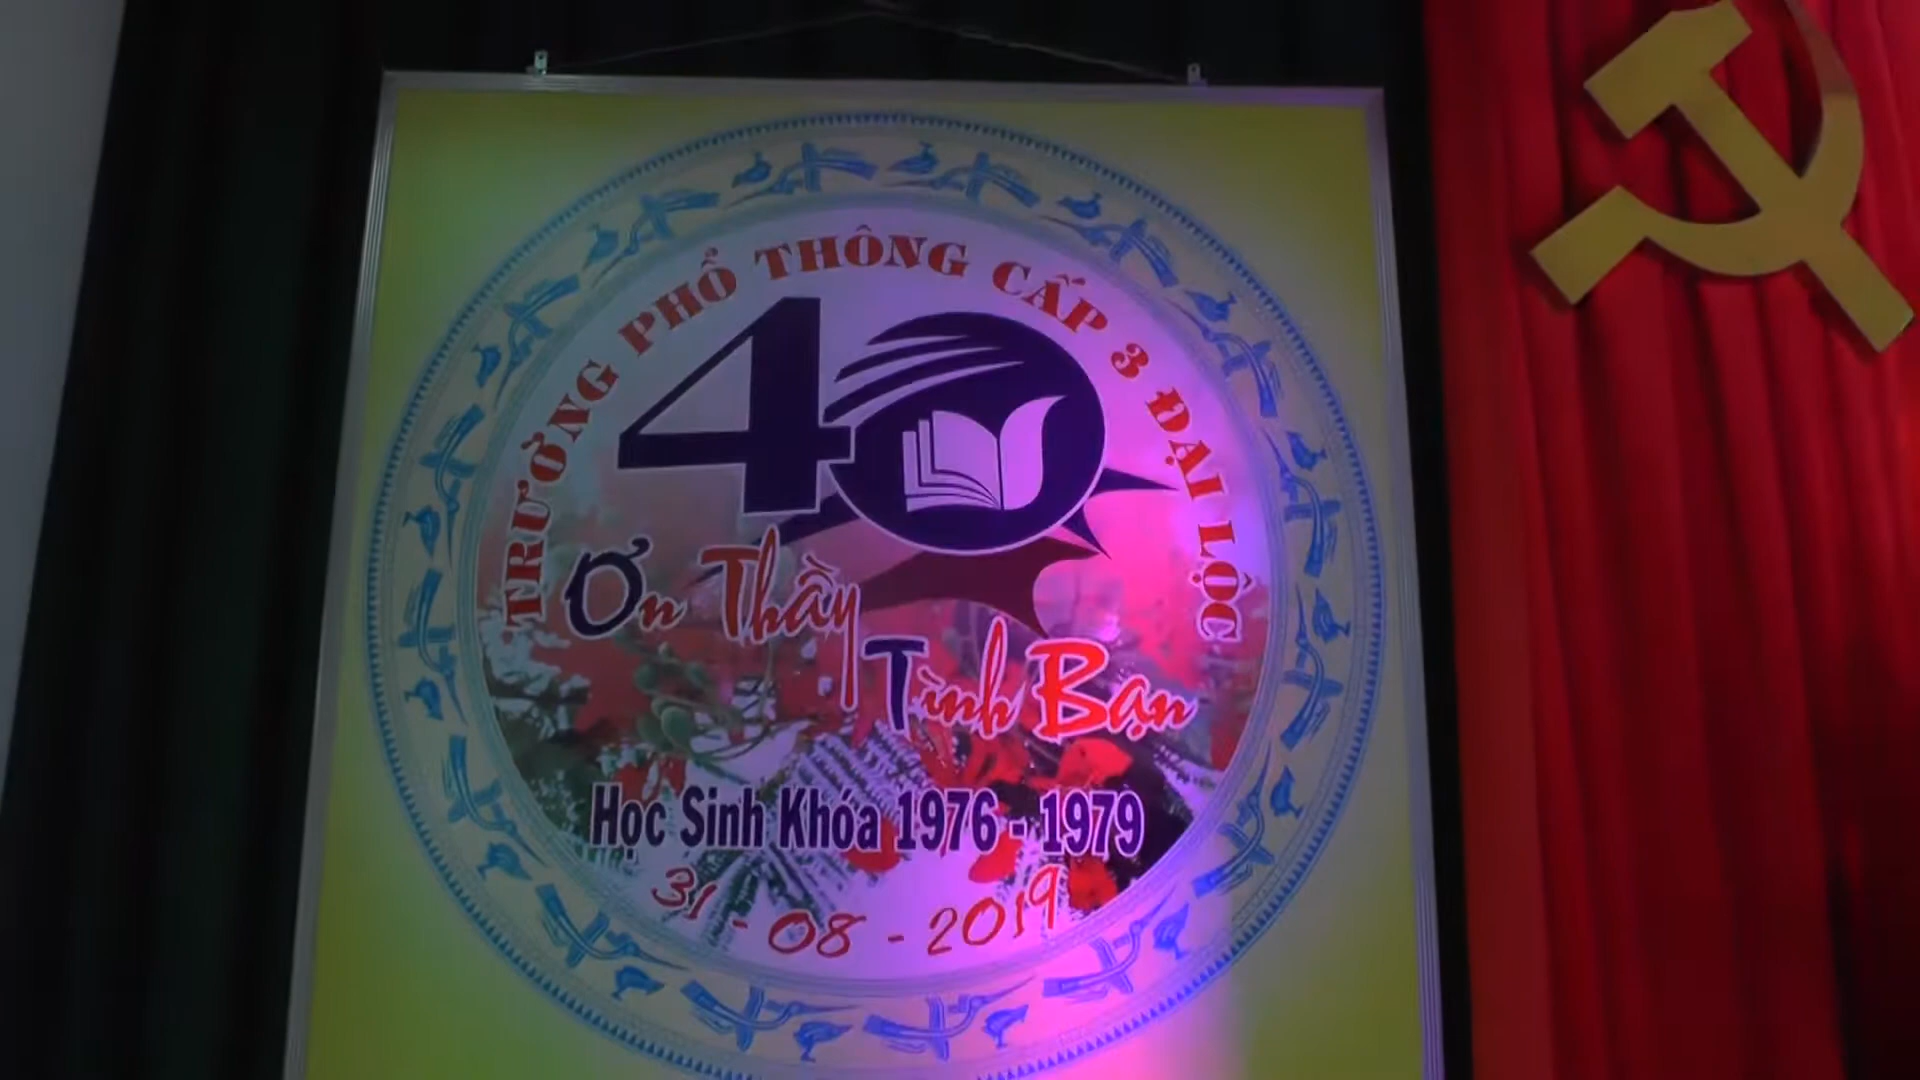 TRƯỜNG PHỔ THÔNG CẤP 3 ĐẠI LỘC
40
Ơn Thầy
Tình Bạn
Học Sinh Khóa 1976 - 1979
31 - 08 - 2019